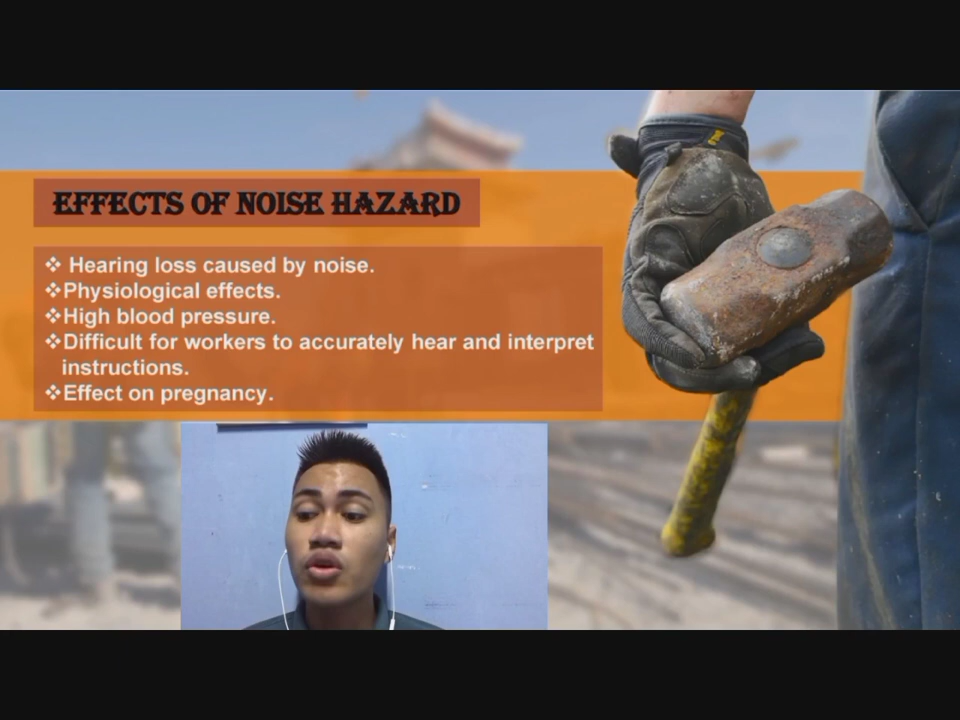 EFFECTS OF NOISE HAZARD
❖ Hearing loss caused by noise.
❖Physiological effects.
❖High blood pressure.
❖Difficult for workers to accurately hear and interpret
instructions.
❖Effect on pregnancy.